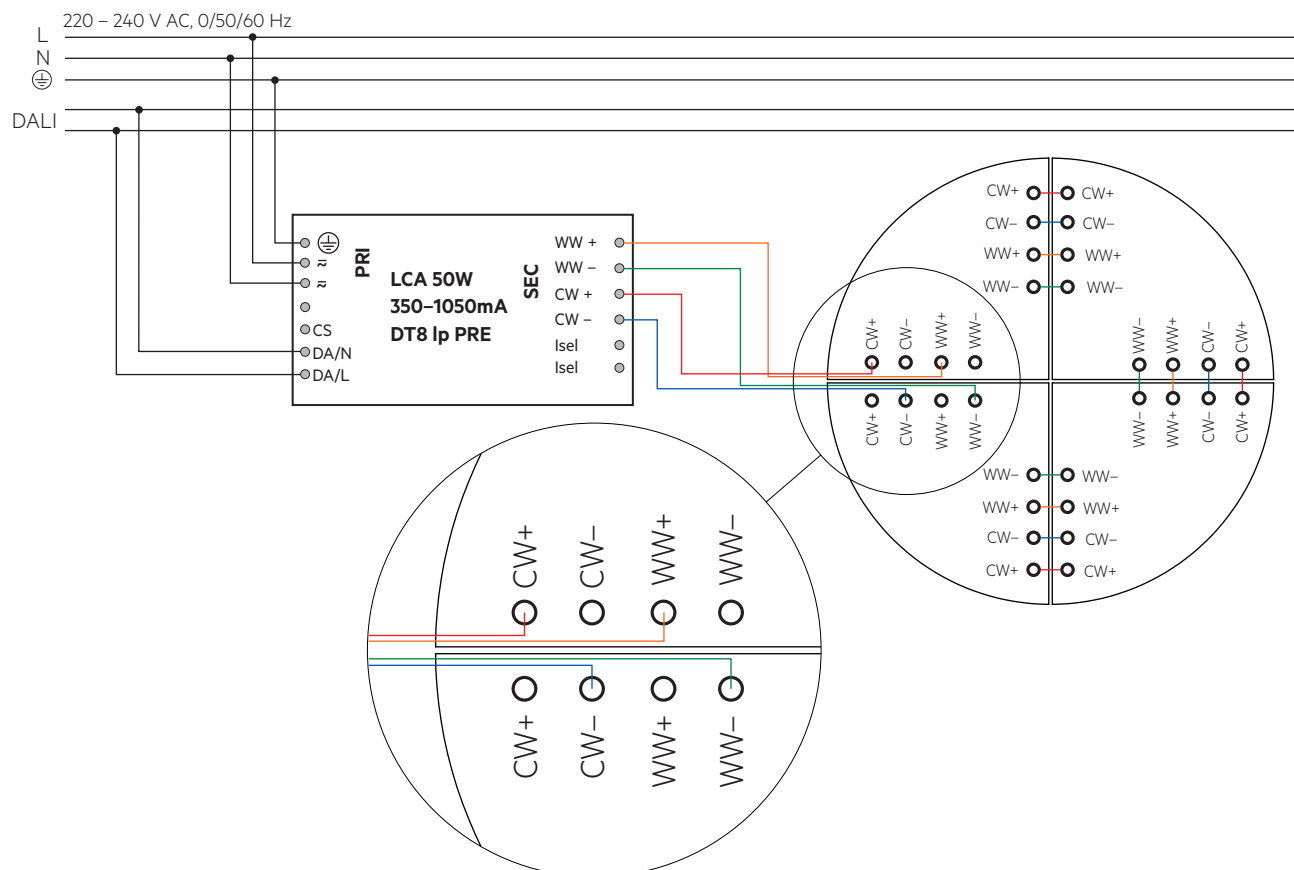 220 – 240 V AC, 0/50/60 Hz
L
N
DALI
PRI
LCA 50W
350–1050mA
DT8 lp PRE
SEC
CS
DA/N
DA/L
WW +
WW –
CW +
CW –
Isel
Isel
CW+ CW+
CW– CW–
WW+ WW+
WW– WW–
CW+ CW– WW+ WW–
CW+ CW– WW+ WW–
WW– WW+ CW– CW+
WW– WW+ CW– CW+
WW– WW–
WW+ WW+
CW– CW–
CW+ CW+
CW+ CW– WW+ WW–
CW+ CW– WW+ WW–